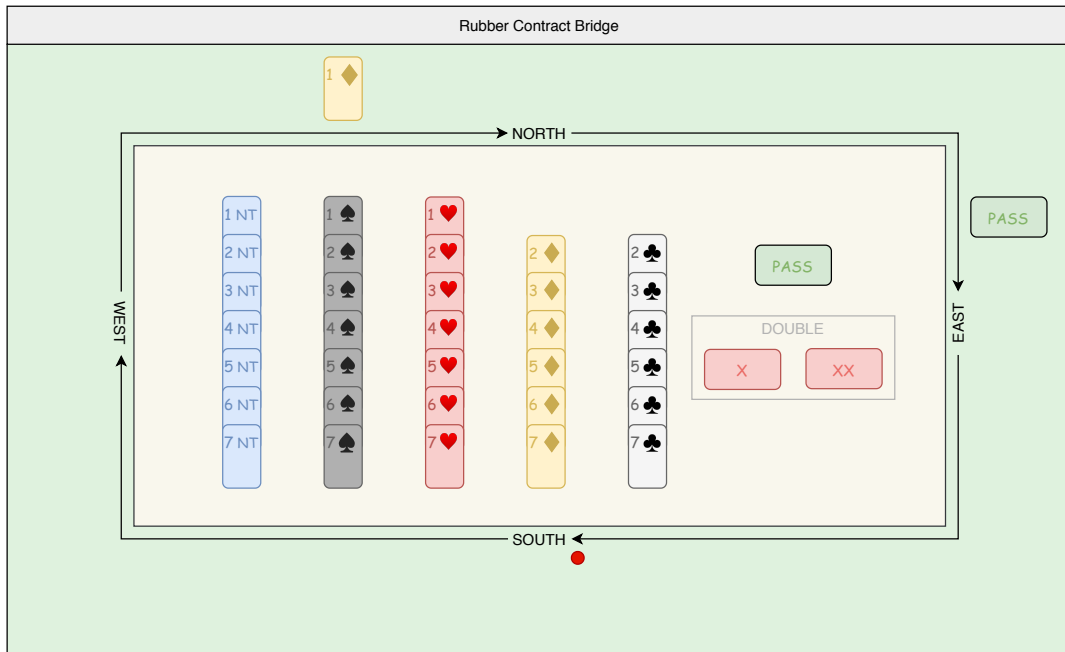 Rubber Contract Bridge
1 ♦
NORTH
1 NT 1 ♠ 1 ♥
PASS
2 NT 2 ♠ 2 ♥ 2 ♦ 2 ♣
PASS
3 NT 3 ♠ 3 ♥ 3 ♦ 3 ♣
WEST
EAST
4 NT 4 ♠ 4 ♥ 4 ♦ 4 ♣
DOUBLE
5 NT 5 ♠ 5 ♥ 5 ♦ 5 ♣
X XX
6 NT 6 ♠ 6 ♥ 6 ♦ 6 ♣
7 NT 7 ♠ 7 ♥ 7 ♦ 7 ♣
SOUTH